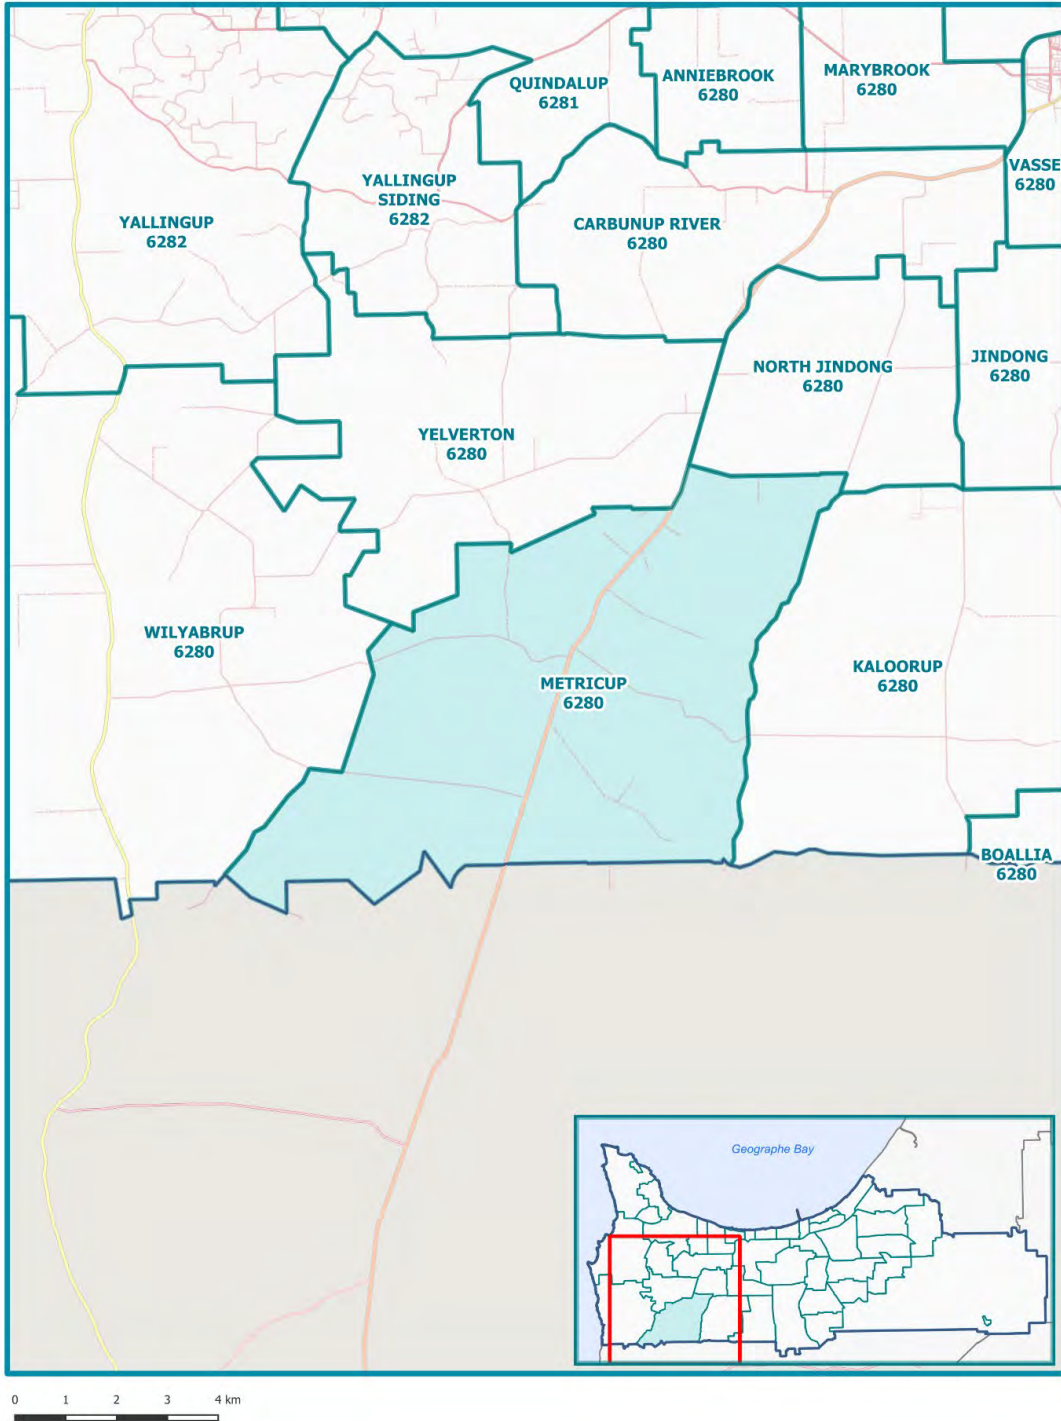 QUINDALUP
6281
ANNIEBROOK
6280
MARYBROOK
6280
VASSE
6280
YALLINGUP
SIDING
6282
YALLINGUP
6282
CARBUNUP RIVER
6280
NORTH JINDONG
6280
JINDONG
6280
YELVERTON
6280
WILYABRUP
6280
METRICUP
6280
KALOORUP
6280
BOALLIA
6280
Geographe Bay
0 1 2 3 4 km